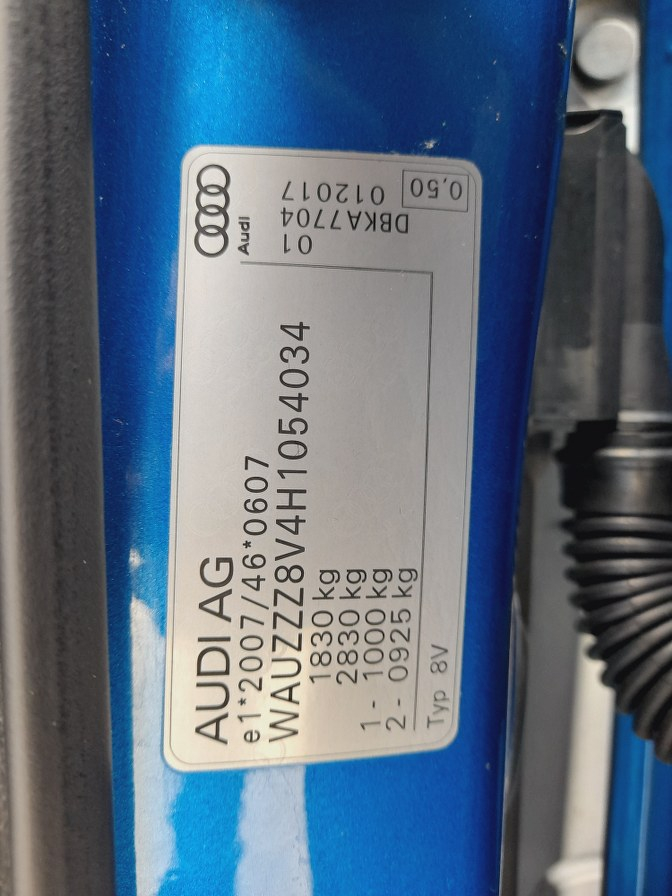 AUDI AG
e1*2007/46*0607
WAUZZZ8V4H1054034
1830 kg
2830 kg
1 - 1000 kg
2 - 0925 kg
Typ 8V
Audi
01
DBKA7704
012017
0,50